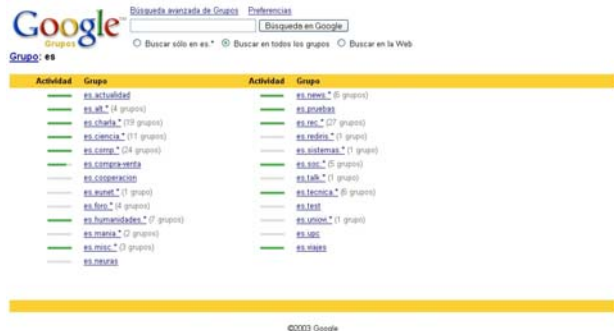 Google™
Grupos
Búsqueda avanzada de Grupos Preferencias
Búsqueda en Google
Buscar sólo en es.* Buscar en todos los grupos Buscar en la Web
Grupo: es
Actividad Grupo Actividad Grupo
es.actualidad es.news.* (6 grupos)
es.alt.* (4 grupos) es.pruebas
es.charla.* (19 grupos) es.rec.* (27 grupos)
es.ciencia.* (11 grupos) es.rediris.* (1 grupo)
es.comp.* (24 grupos) es.sistemas.* (1 grupo)
es.compra-venta es.soc.* (5 grupos)
es.cooperacion es.talk.* (1 grupo)
es.eunet.* (1 grupo) es.tecnica.* (6 grupos)
es.foro.* (4 grupos) es.test
es.humanidades.* (7 grupos) es.uniovi.* (1 grupo)
es.mania.* (2 grupos) es.upc
es.misc.* (3 grupos) es.viajes
es.neuras
©2003 Google